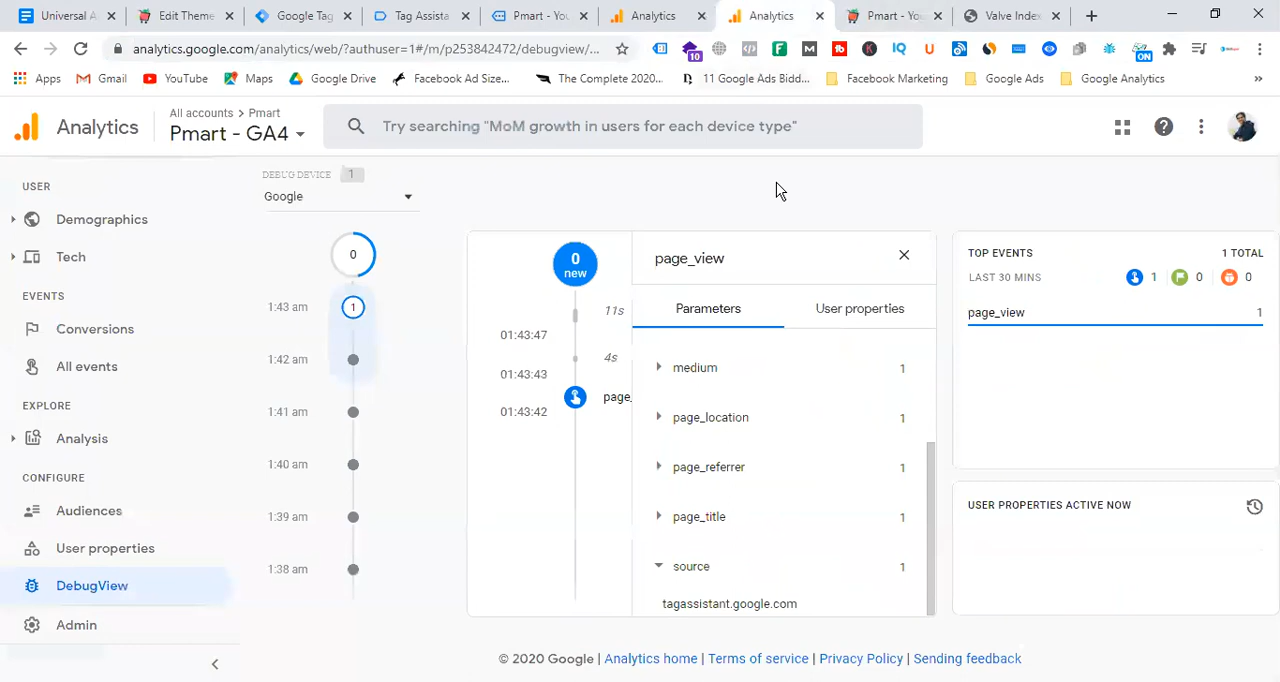 Universal A
Edit Theme
Google Tag
Tag Assista
Pmart - You
Analytics
Analytics
Pmart - You
Valve Index
analytics.google.com/analytics/web/?authuser=1#/m/p253842472/debugview/...
10
IQ
ON
Apps
Gmail
YouTube
Maps
Google Drive
Facebook Ad Size...
The Complete 2020...
11 Google Ads Bidd...
Facebook Marketing
Google Ads
Google Analytics
»
Analytics
All accounts > Pmart
Pmart - GA4
Try searching "MoM growth in users for each device type"
USER
Demographics
Tech
EVENTS
Conversions
All events
EXPLORE
Analysis
CONFIGURE
Audiences
User properties
DebugView
Admin
DEBUG DEVICE 1
Google
0
1:43 am 1
1:42 am
1:41 am
1:40 am
1:39 am
1:38 am
0
new
11s
01:43:47
4s
01:43:43
page_
01:43:42
page_view
Parameters
User properties
medium 1
page_location 1
page_referrer 1
page_title 1
source 1
tagassistant.google.com
TOP EVENTS 1 TOTAL
LAST 30 MINS 1 0 0
page_view 1
USER PROPERTIES ACTIVE NOW
© 2020 Google | Analytics home | Terms of service | Privacy Policy | Sending feedback